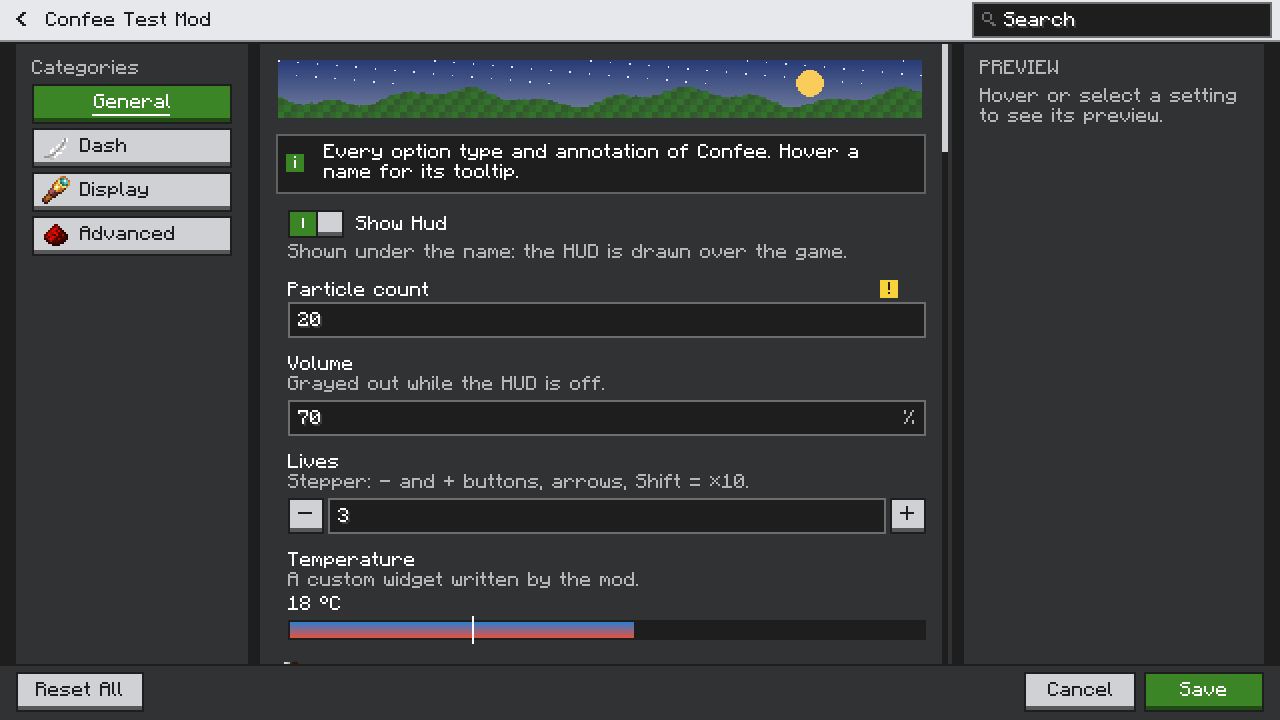 Confee Test Mod
Search
Categories
General
Dash
Display
Advanced
i
Every option type and annotation of Confee. Hover a
name for its tooltip.
I
Show Hud
Shown under the name: the HUD is drawn over the game.
Particle count
!
20
Volume
Grayed out while the HUD is off.
70
%
Lives
Stepper: − and + buttons, arrows, Shift = ×10.
−
3
+
Temperature
A custom widget written by the mod.
18 °C
PREVIEW
Hover or select a setting
to see its preview.
Reset All
Cancel
Save